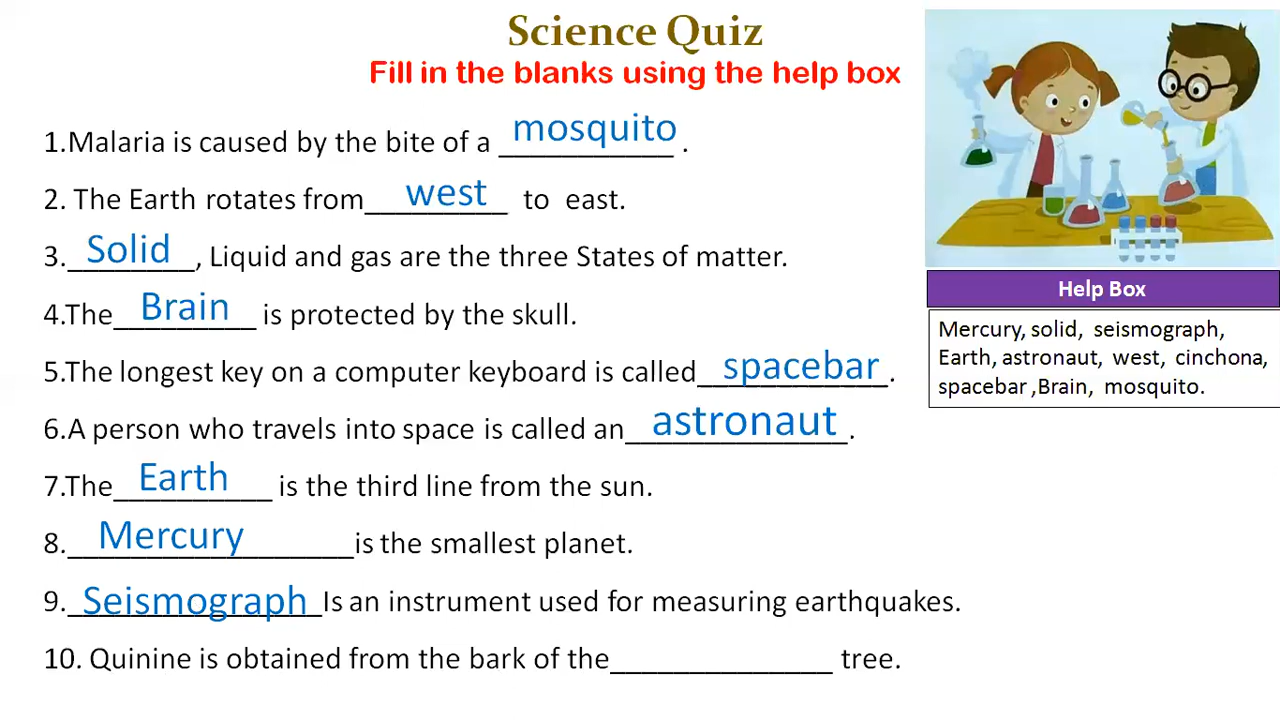 Science Quiz
Fill in the blanks using the help box
1.Malaria is caused by the bite of a mosquito .
2. The Earth rotates from west to east.
3. Solid, Liquid and gas are the three States of matter.
4.The Brain is protected by the skull.
5.The longest key on a computer keyboard is called spacebar.
6.A person who travels into space is called an astronaut.
7.The Earth is the third line from the sun.
8. Mercury is the smallest planet.
9. Seismograph Is an instrument used for measuring earthquakes.
10. Quinine is obtained from the bark of the______________ tree.
Help Box
Mercury, solid, seismograph,
Earth, astronaut, west, cinchona,
spacebar ,Brain, mosquito.